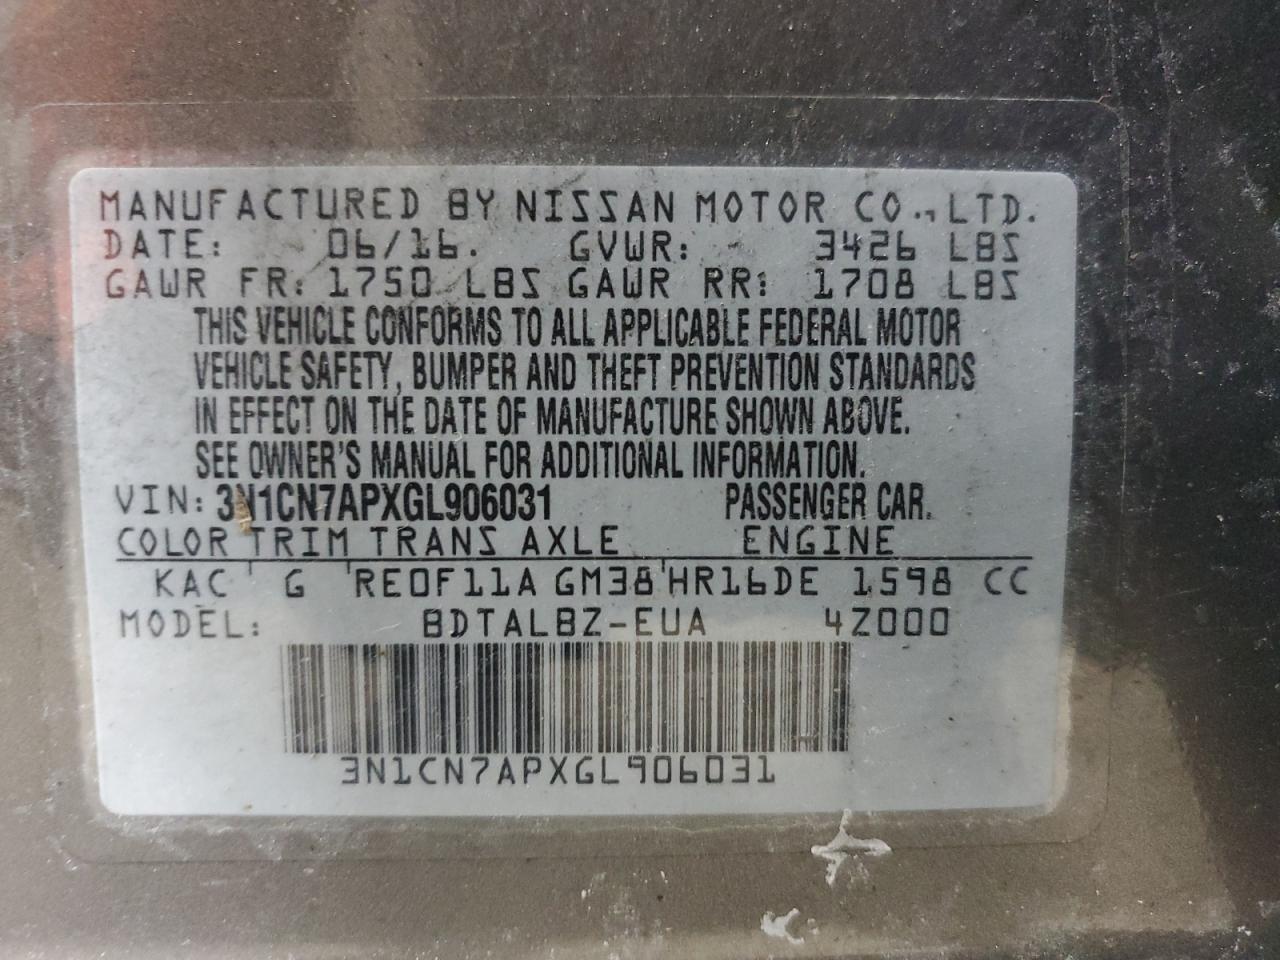 MANUFACTURED BY NISSAN MOTOR CO., LTD.
DATE: 06/16. GVWR: 3426 LBS
GAWR FR: 1750 LBS GAWR RR: 1708 LBS
THIS VEHICLE CONFORMS TO ALL APPLICABLE FEDERAL MOTOR
VEHICLE SAFETY, BUMPER AND THEFT PREVENTION STANDARDS
IN EFFECT ON THE DATE OF MANUFACTURE SHOWN ABOVE.
SEE OWNER'S MANUAL FOR ADDITIONAL INFORMATION.
VIN: 3N1CN7APXGL906031 PASSENGER CAR.
COLOR TRIM TRANS AXLE ENGINE
KAC G RE0F11A GM38 HR16DE 1598 CC
MODEL: BDTALBZ-EUA 4Z000
3N1CN7APXGL906031